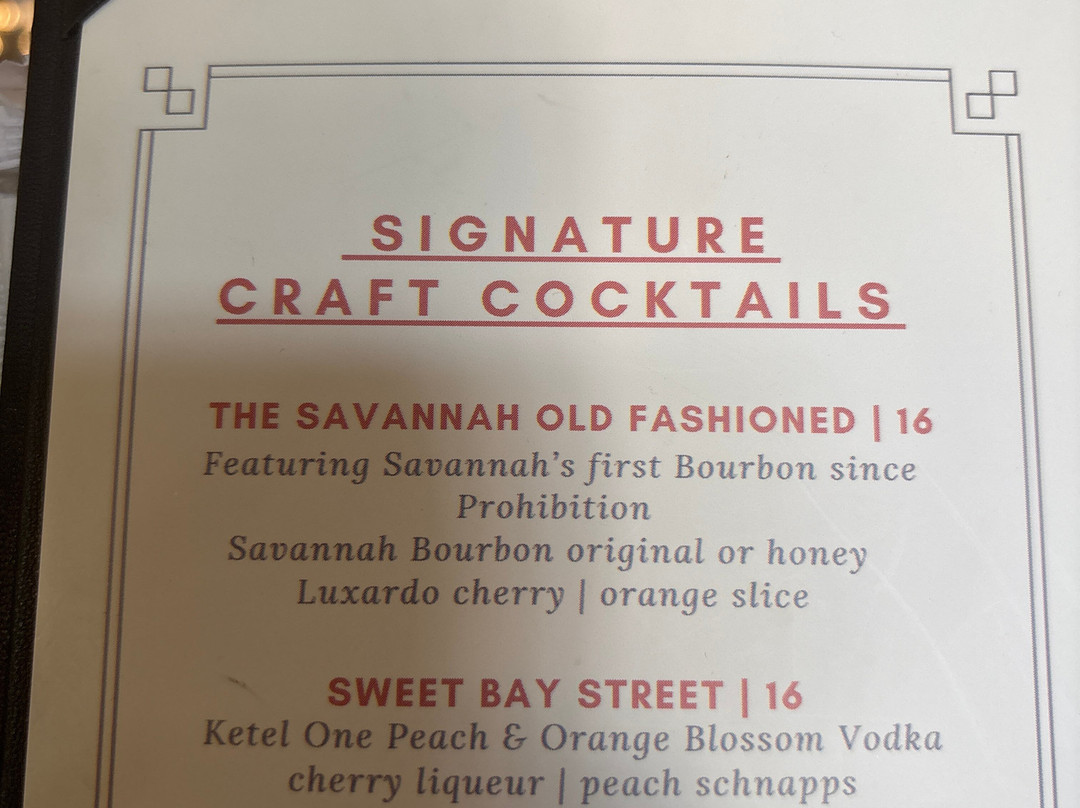 SIGNATURE
CRAFT COCKTAILS
THE SAVANNAH OLD FASHIONED | 16
Featuring Savannah's first Bourbon since
Prohibition
Savannah Bourbon original or honey
Luxardo cherry | orange slice
SWEET BAY STREET | 16
Ketel One Peach & Orange Blossom Vodka
cherry liqueur | peach schnapps